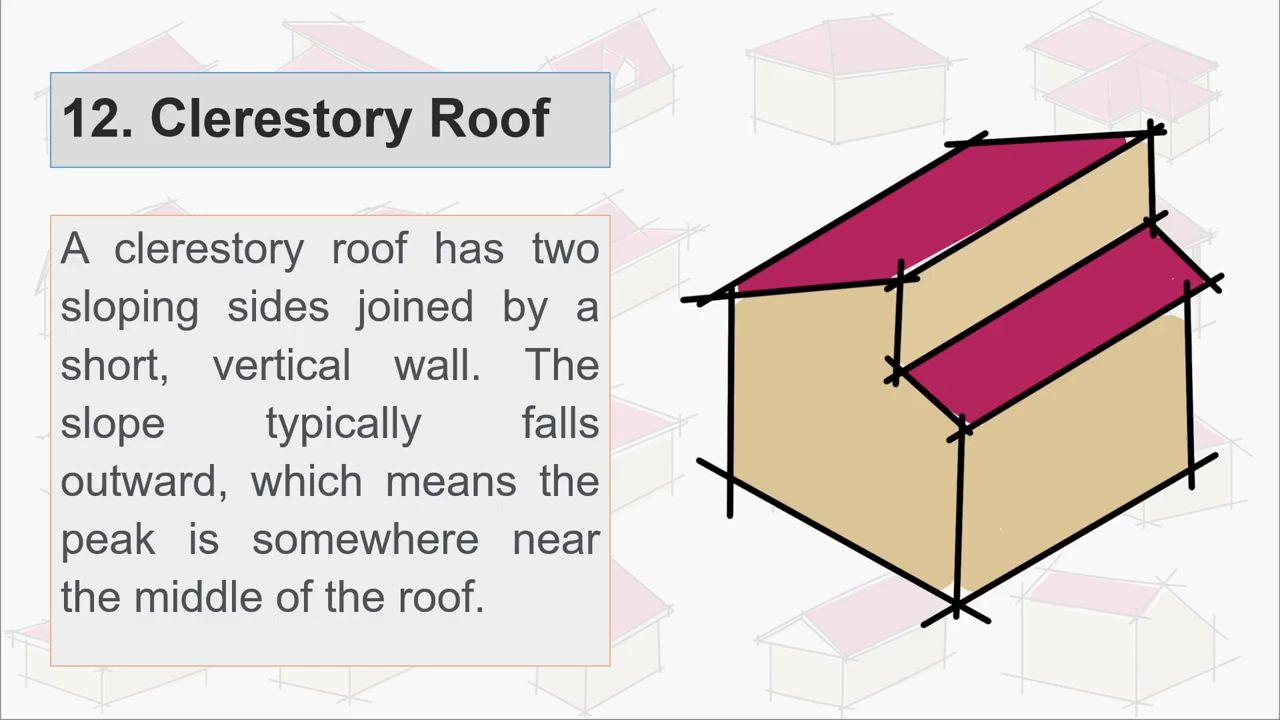 12. Clerestory Roof
A clerestory roof has two
sloping sides joined by a
short, vertical wall. The
slope typically falls
outward, which means the
peak is somewhere near
the middle of the roof.